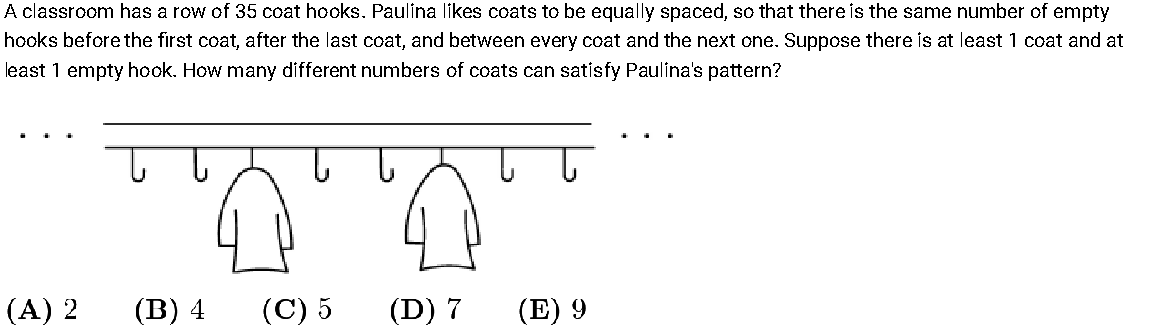 A classroom has a row of 35 coat hooks. Paulina likes coats to be equally spaced, so that there is the same number of empty
hooks before the first coat, after the last coat, and between every coat and the next one. Suppose there is at least 1 coat and at
least 1 empty hook. How many different numbers of coats can satisfy Paulina's pattern?
. . . . . .
(A) 2 (B) 4 (C) 5 (D) 7 (E) 9